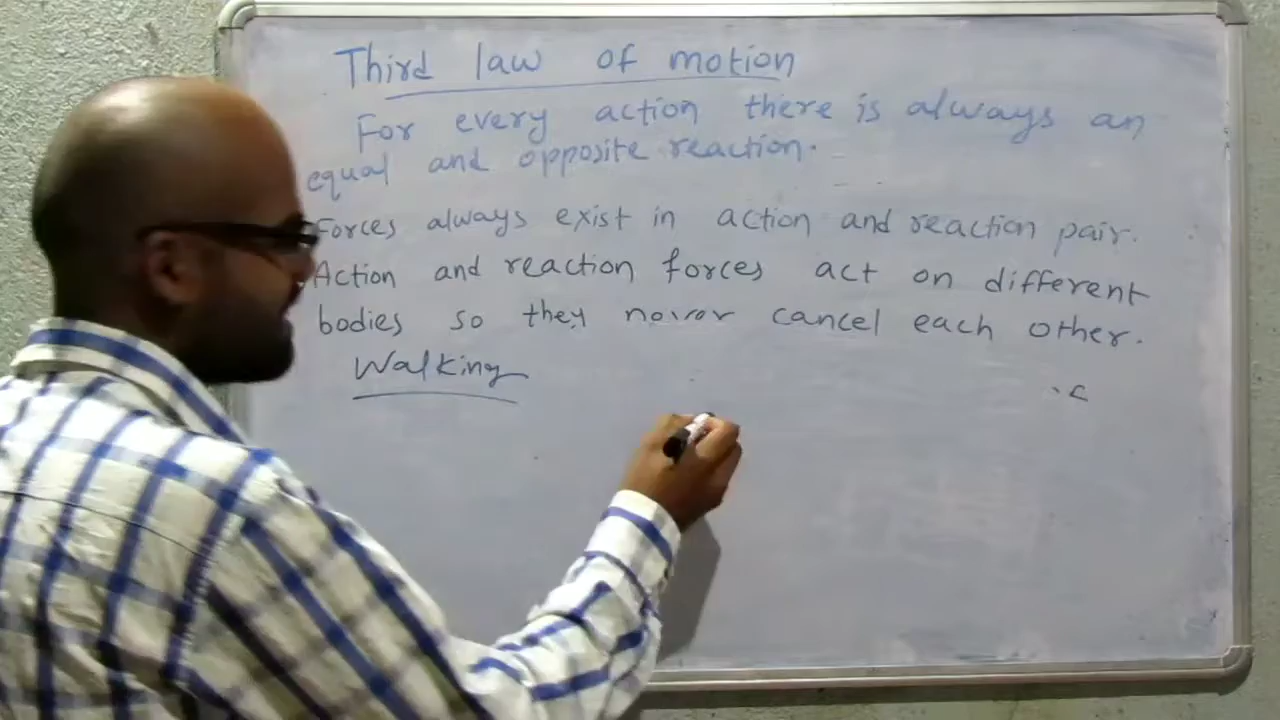 Third law of motion
For every action there is always an
equal and opposite reaction.
Forces always exist in action and reaction pair.
Action and reaction forces act on different
bodies so they never cancel each other.
Walking